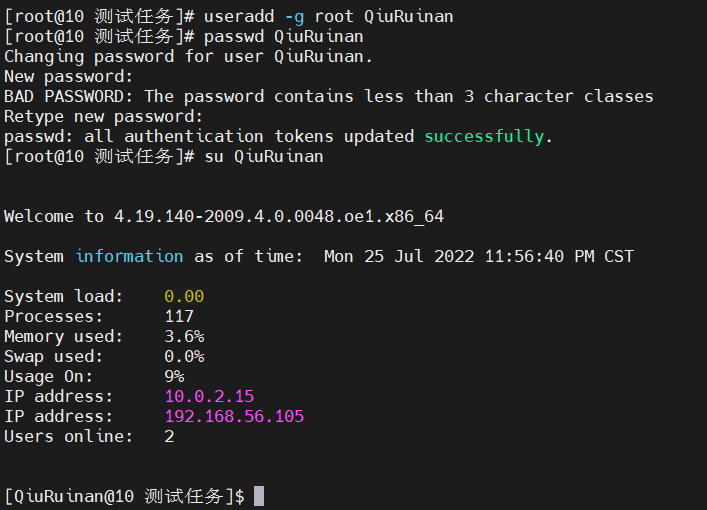 [root@10 测试任务]# useradd -g root QiuRuinan
[root@10 测试任务]# passwd QiuRuinan
Changing password for user QiuRuinan.
New password:
BAD PASSWORD: The password contains less than 3 character classes
Retype new password:
passwd: all authentication tokens updated successfully.
[root@10 测试任务]# su QiuRuinan
Welcome to 4.19.140-2009.4.0.0048.oe1.x86_64
System information as of time:  Mon 25 Jul 2022 11:56:40 PM CST
System load:    0.00
Processes:      117
Memory used:    3.6%
Swap used:      0.0%
Usage On:       9%
IP address:     10.0.2.15
IP address:     192.168.56.105
Users online:   2
[QiuRuinan@10 测试任务]$